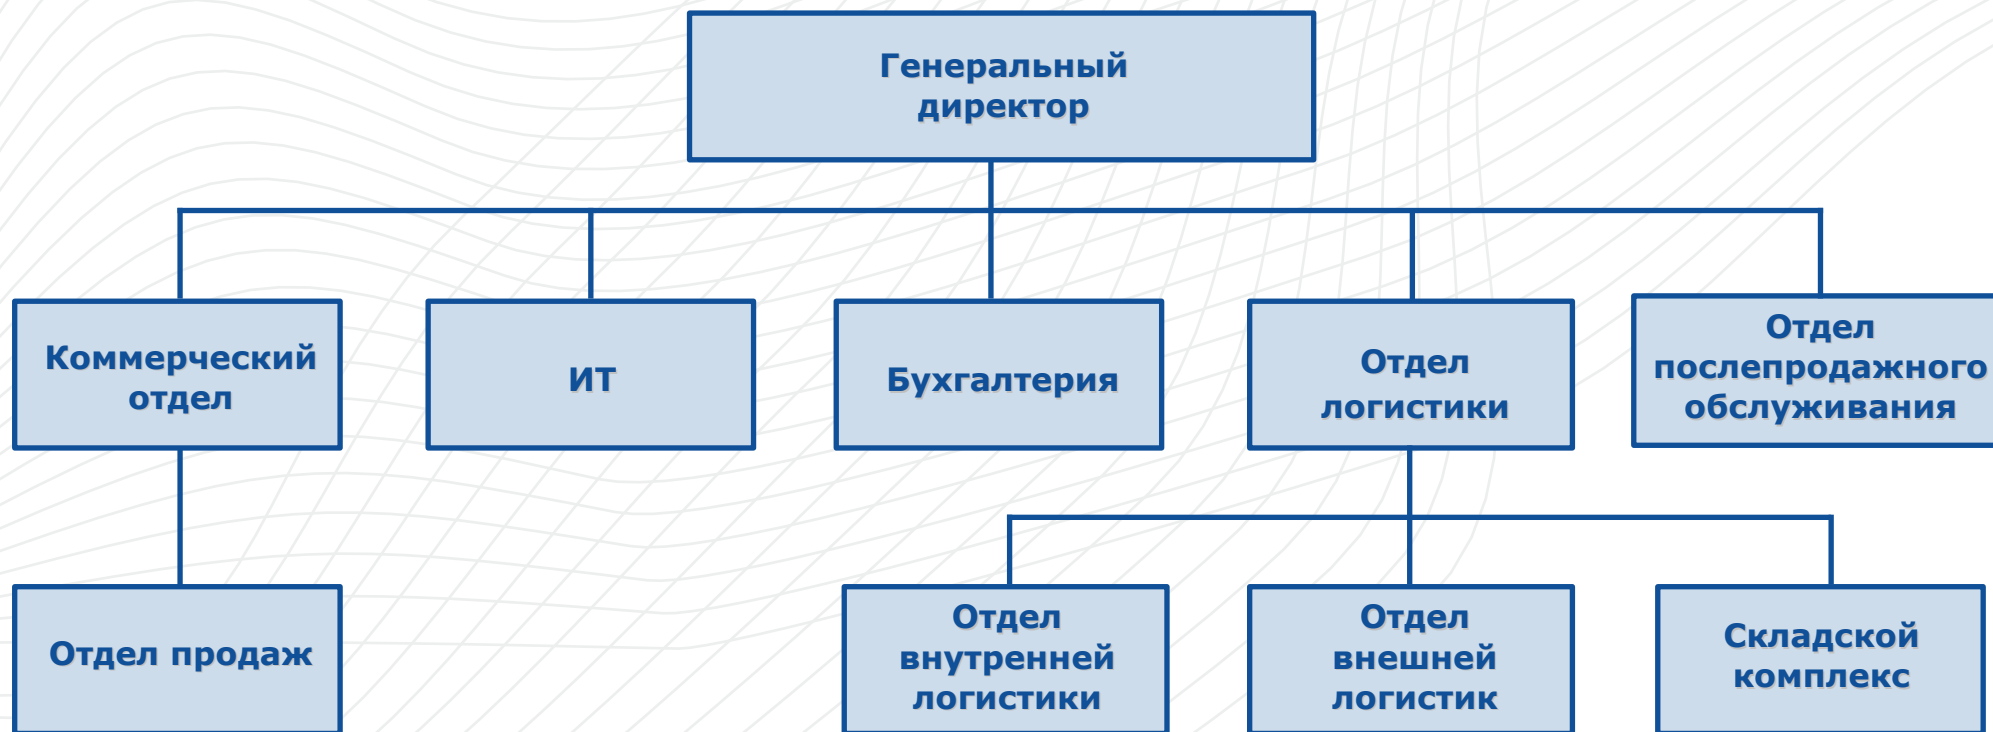 Генеральный
директор
Коммерческий
отдел
ИТ
Бухгалтерия
Отдел
логистики
Отдел
послепродажного
обслуживания
Отдел продаж
Отдел
внутренней
логистики
Отдел
внешней
логистик
Складской
комплекс